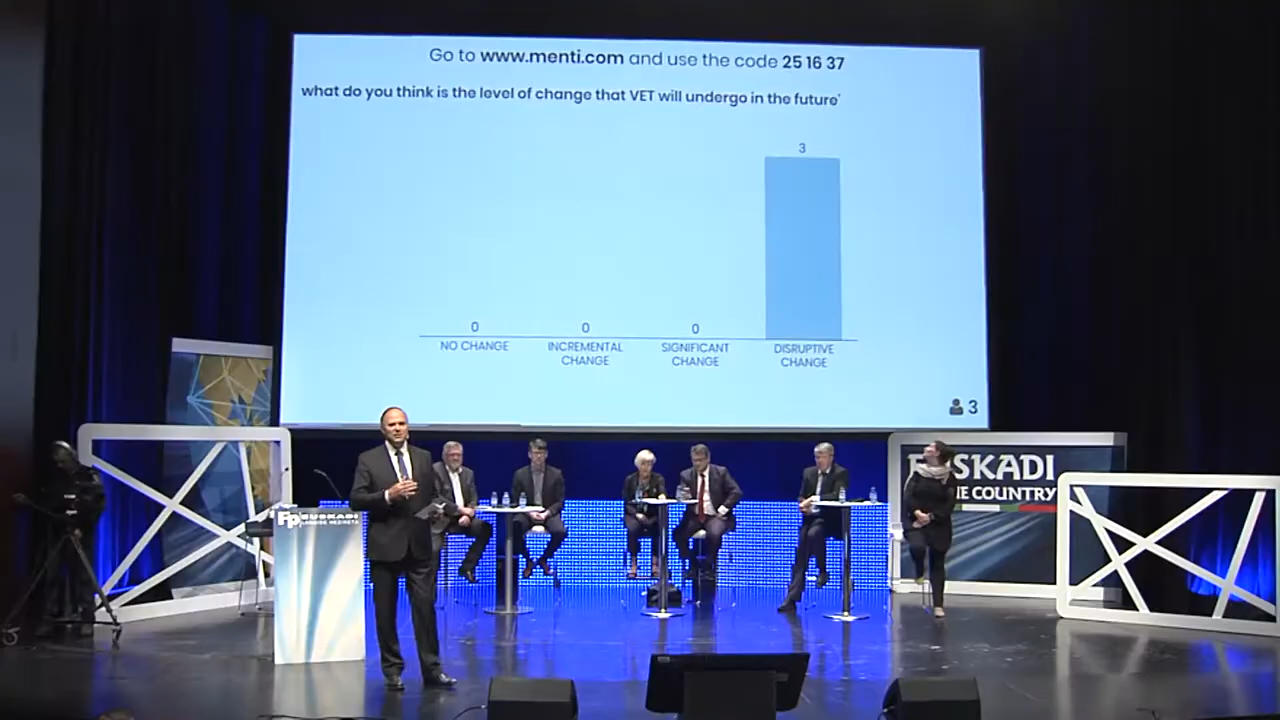 Go to www.menti.com and use the code 25 16 37
what do you think is the level of change that VET will undergo in the future'
3
0
0
0
NO CHANGE
INCREMENTAL
CHANGE
SIGNIFICANT
CHANGE
DISRUPTIVE
CHANGE
3
SKADI
COUNTRY
FP EUSKADI